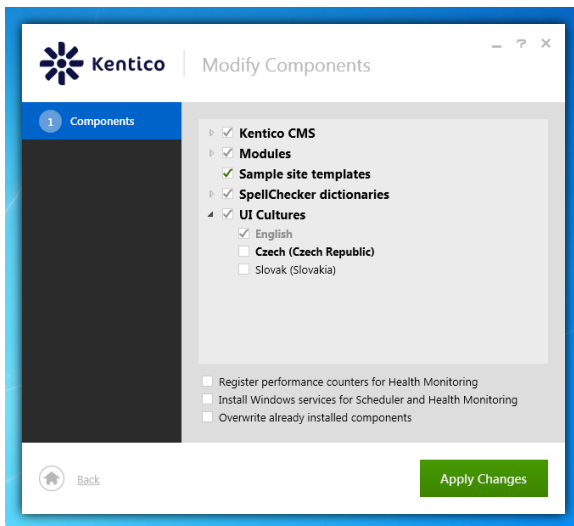 Kentico
Modify Components
1 Components
Kentico CMS
Modules
Sample site templates
SpellChecker dictionaries
UI Cultures
English
Czech (Czech Republic)
Slovak (Slovakia)
Register performance counters for Health Monitoring
Install Windows services for Scheduler and Health Monitoring
Overwrite already installed components
Back
Apply Changes